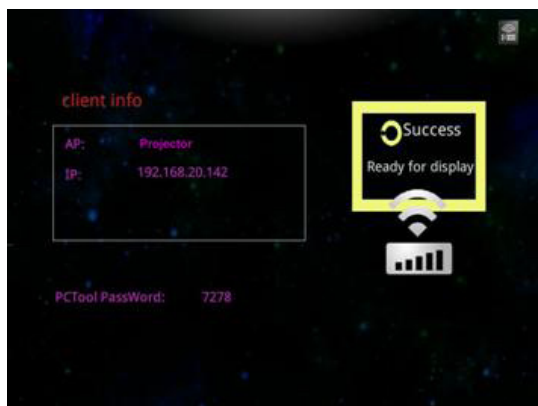 client info
AP: Projector
IP: 192.168.20.142
Success
Ready for display
PCTool PassWord: 7278